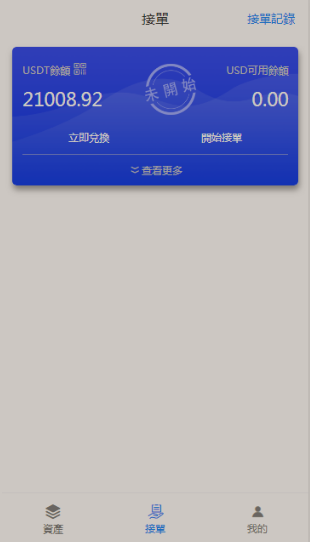 接單
接單記錄
USDT餘額
USD可用餘額
21008.92
未開始
0.00
立即兌換
開始接單
查看更多
資產
接單
我的